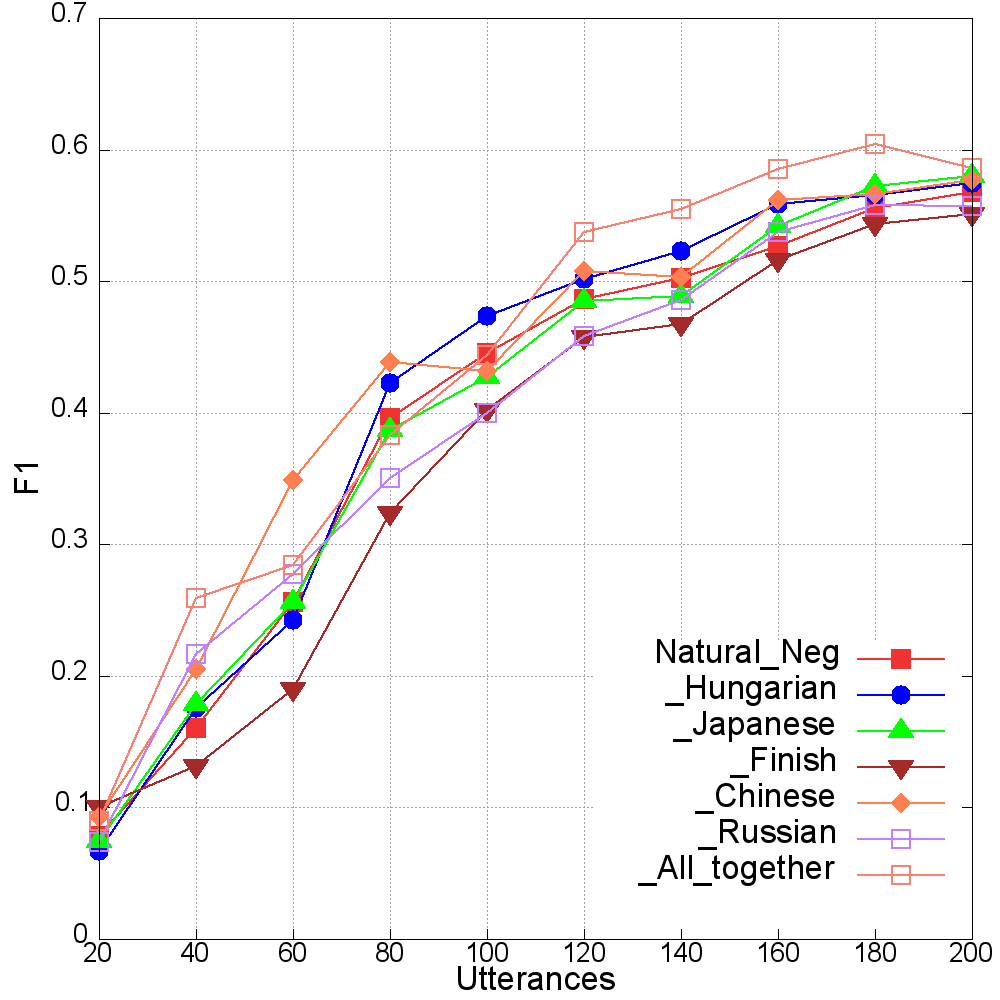 0.7
0.6
0.5
0.4
0.3
0.2
0.1
0
F1
Natural_Neg
_Hungarian
_Japanese
_Finish
_Chinese
_Russian
_All_together
20 40 60 80 100 120 140 160 180 200
Utterances